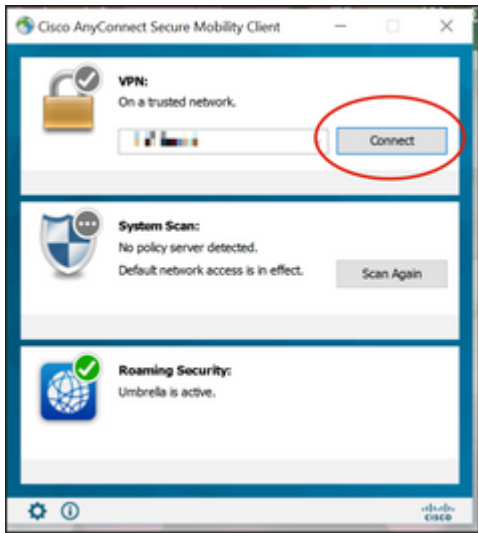 Cisco AnyConnect Secure Mobility Client
VPN:
On a trusted network.
Connect
System Scan:
No policy server detected.
Default network access is in effect.
Scan Again
Roaming Security:
Umbrella is active.
CISCO